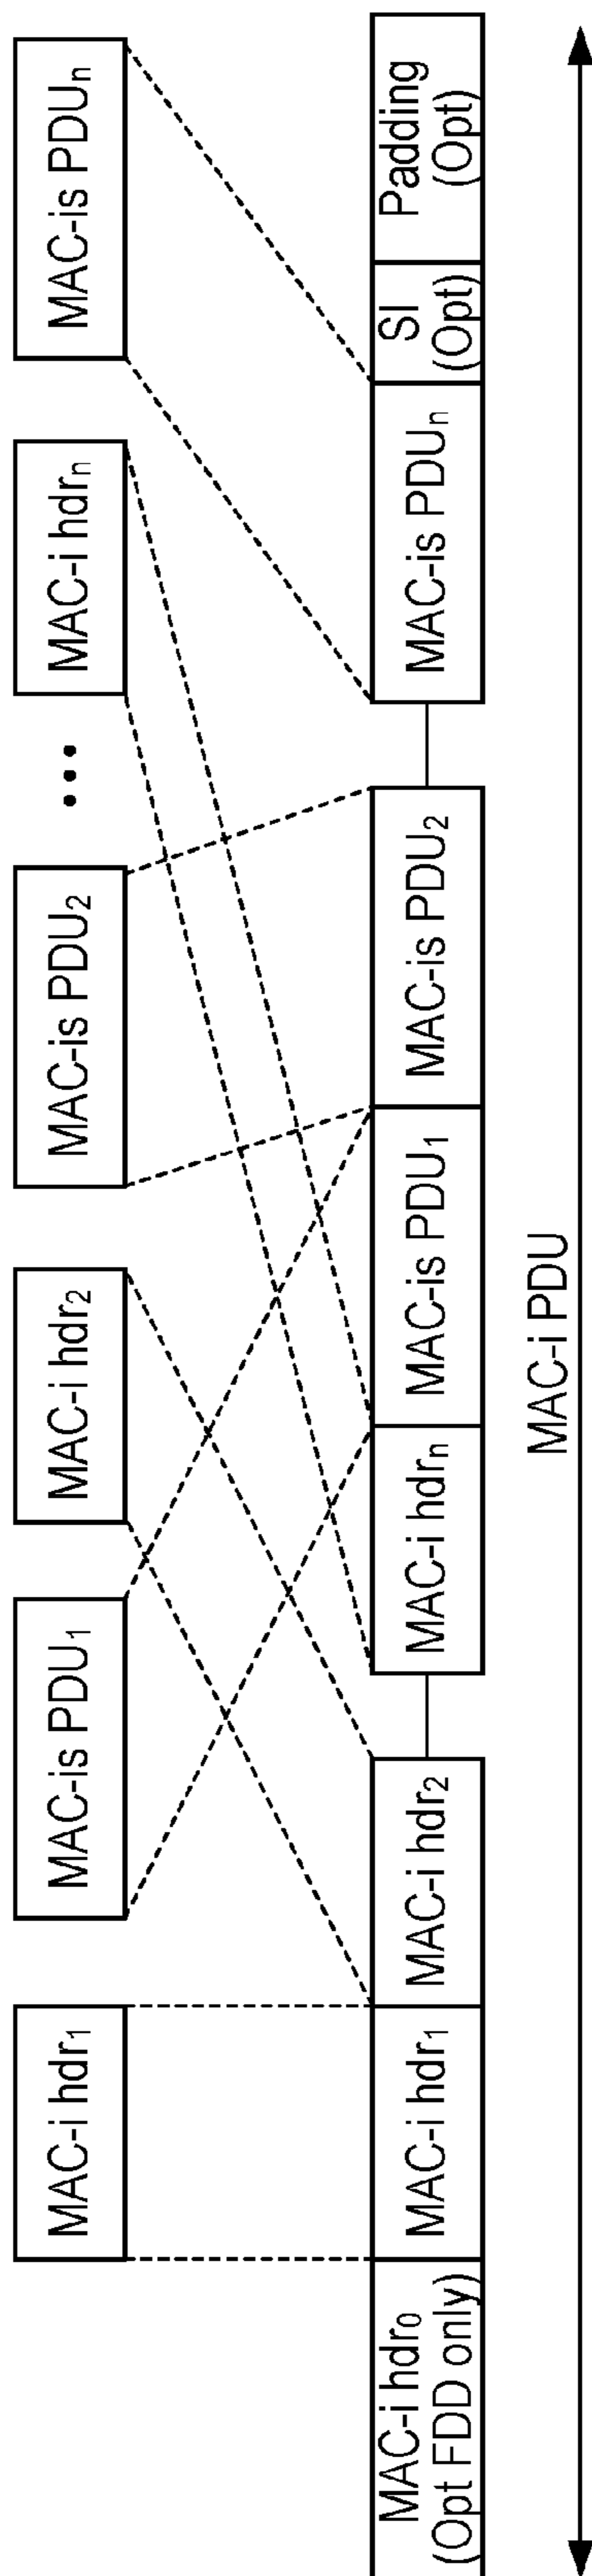 MAC-i hdr₁
MAC-is PDU₁
MAC-i hdr₂
MAC-is PDU₂
•••
MAC-i hdrₙ
MAC-is PDUₙ
MAC-i hdr₀
(Opt FDD only)
MAC-i hdr₁
MAC-i hdr₂
MAC-i hdrₙ
MAC-is PDU₁
MAC-is PDU₂
MAC-is PDUₙ
SI
(Opt)
Padding
(Opt)
MAC-i PDU